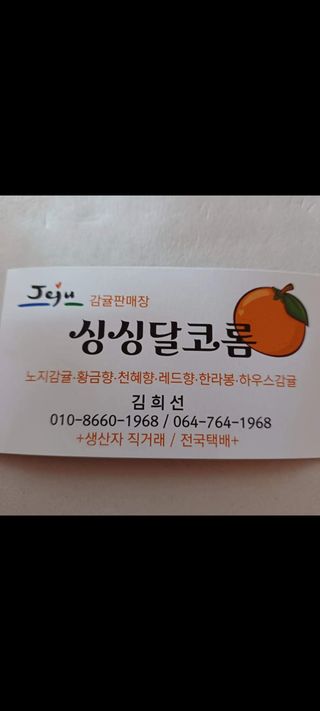 Jeju 감귤판매장
싱싱달코롬
노지감귤·황금향·천혜향·레드향·한라봉·하우스감귤
김희선
010-8660-1968 / 064-764-1968
+생산자 직거래 / 전국택배+